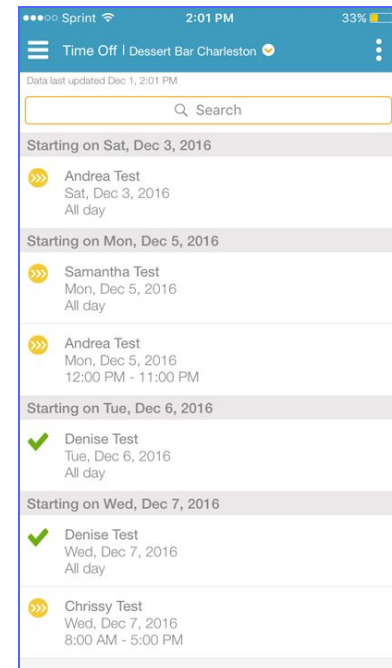 Sprint 2:01 PM 33%
Time Off | Dessert Bar Charleston
Data last updated Dec 1, 2:01 PM
Search
Starting on Sat, Dec 3, 2016
Andrea Test
Sat, Dec 3, 2016
All day
Starting on Mon, Dec 5, 2016
Samantha Test
Mon, Dec 5, 2016
All day
Andrea Test
Mon, Dec 5, 2016
12:00 PM - 11:00 PM
Starting on Tue, Dec 6, 2016
Denise Test
Tue, Dec 6, 2016
All day
Starting on Wed, Dec 7, 2016
Denise Test
Wed, Dec 7, 2016
All day
Chrissy Test
Wed, Dec 7, 2016
8:00 AM - 5:00 PM